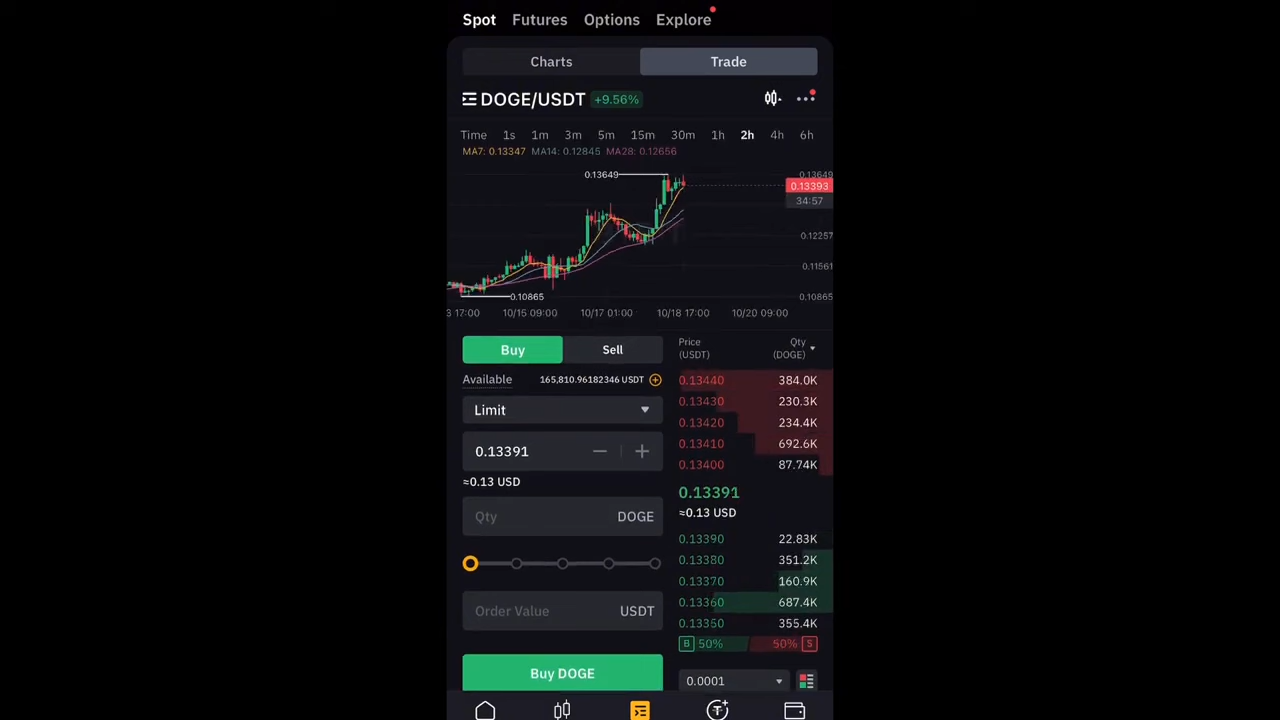 Spot Futures Options Explore
Charts Trade
DOGE/USDT +9.56%
Time 1s 1m 3m 5m 15m 30m 1h 2h 4h 6h
MA7: 0.13347 MA14: 0.12845 MA28: 0.12656
0.13649 0.13649
0.13393
34:57
0.12257
0.11561
0.10865 0.10865
3 17:00 10/15 09:00 10/17 01:00 10/18 17:00 10/20 09:00
Buy Sell
Available 165,810.96182346 USDT
Limit
0.13391
≈0.13 USD
Qty DOGE
Order Value USDT
Buy DOGE
Price Qty
(USDT) (DOGE)
0.13440 384.0K
0.13430 230.3K
0.13420 234.4K
0.13410 692.6K
0.13400 87.74K
0.13391
≈0.13 USD
0.13390 22.83K
0.13380 351.2K
0.13370 160.9K
0.13360 687.4K
0.13350 355.4K
B 50% 50% S
0.0001